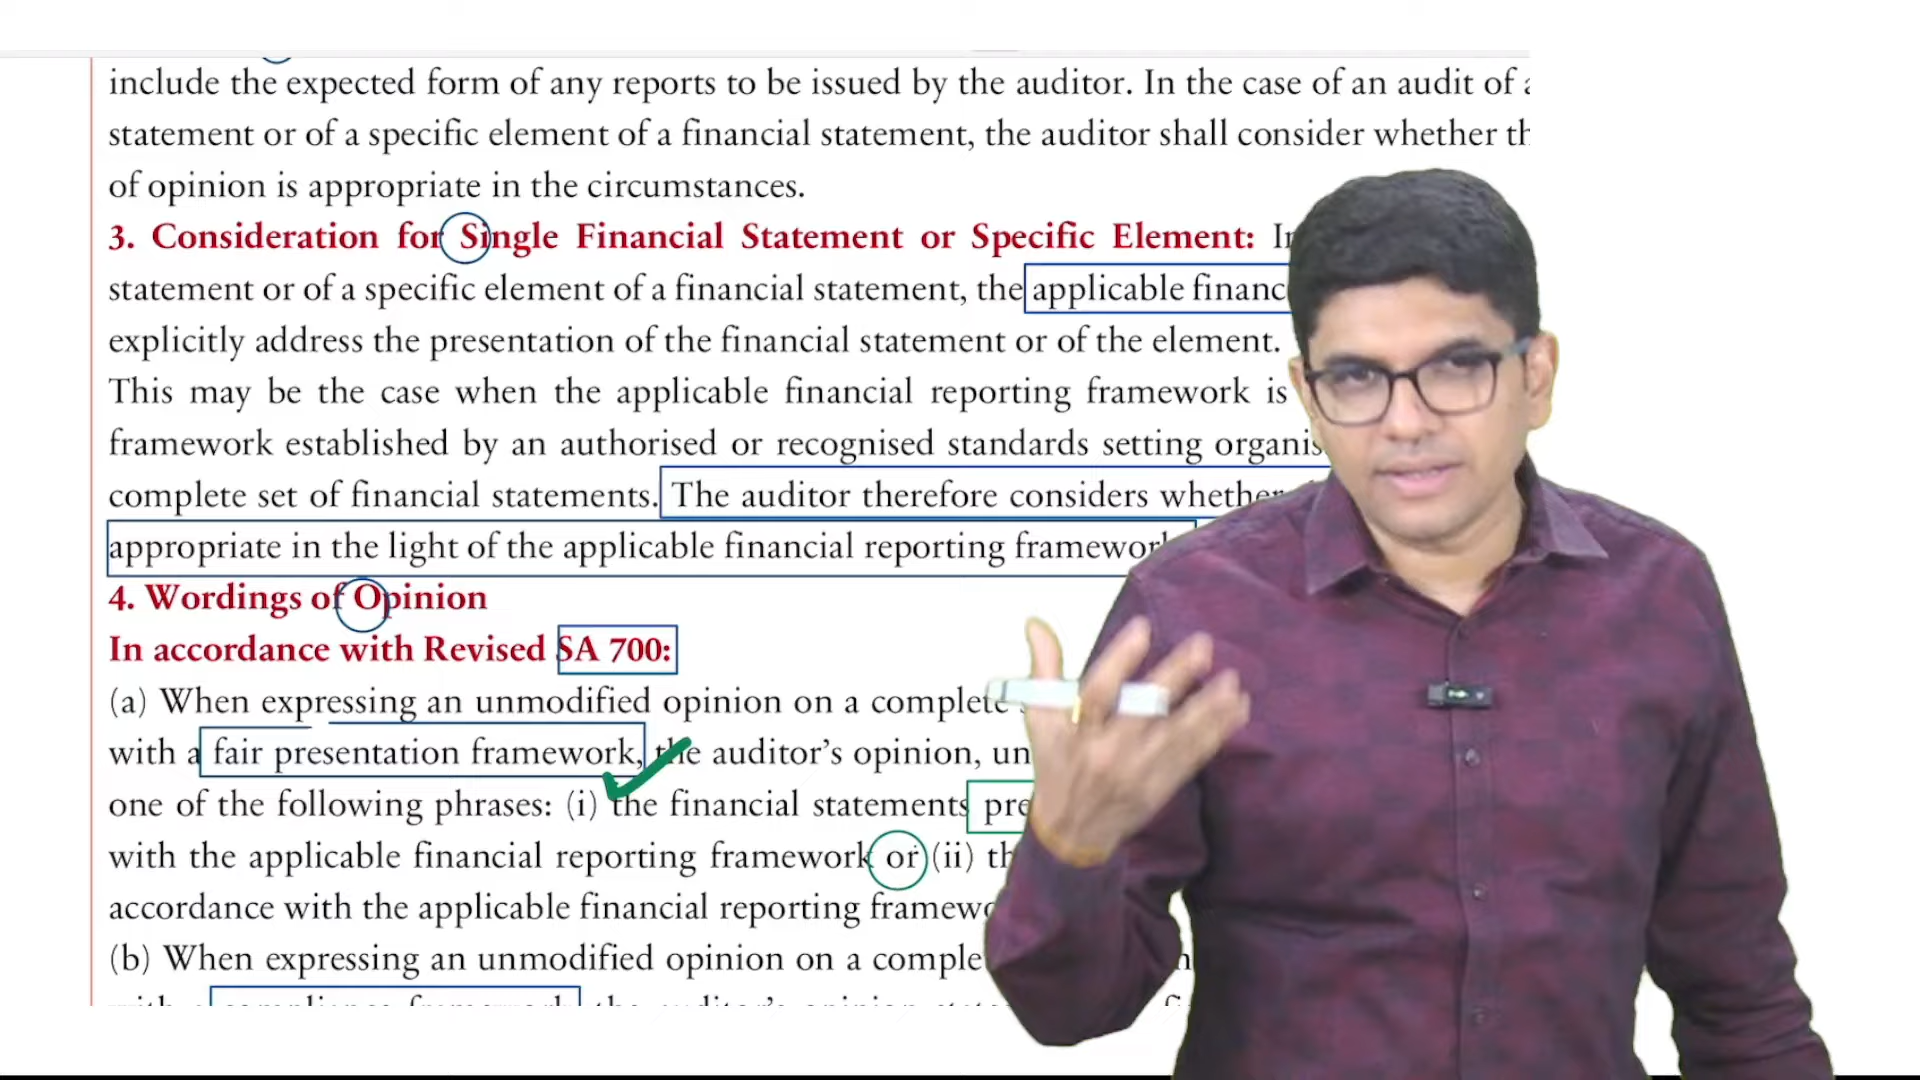 include the expected form of any reports to be issued by the auditor. In the case of an audit of
statement or of a specific element of a financial statement, the auditor shall consider whether
of opinion is appropriate in the circumstances.
3. Consideration for Single Financial Statement or Specific Element:
statement or of a specific element of a financial statement, the applicable
explicitly address the presentation of the financial statement or of the element.
This may be the case when the applicable financial reporting framework is
framework established by an authorised or recognised standards setting
complete set of financial statements. The auditor therefore considers whether
appropriate in the light of the applicable financial reporting framework
4. Wordings of Opinion
In accordance with Revised SA 700:
(a) When expressing an unmodified opinion on a complete
with a fair presentation framework, the auditor’s opinion,
one of the following phrases: (i) the financial statements
with the applicable financial reporting framework or (ii)
accordance with the applicable financial reporting
(b) When expressing an unmodified opinion on a